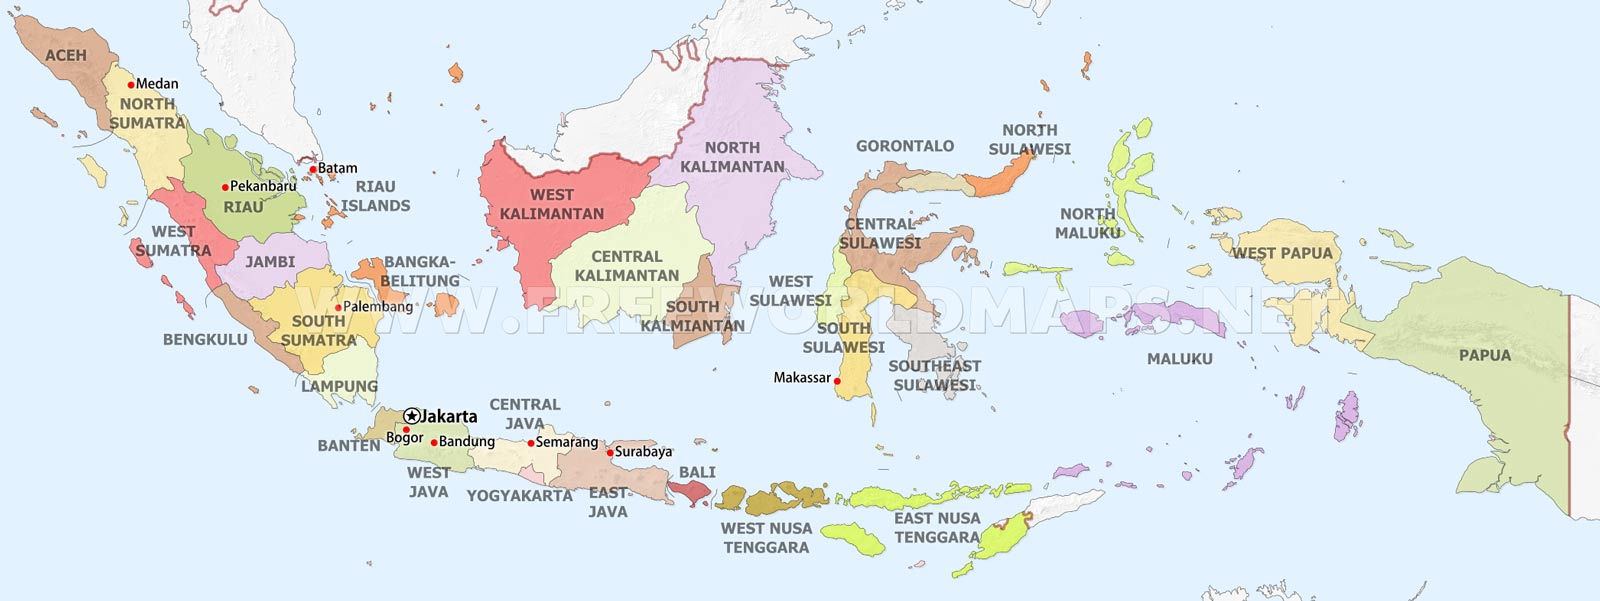 ACEH
Medan
NORTH
SUMATRA
Batam
Pekanbaru
RIAU
RIAU
ISLANDS
WEST
SUMATRA
JAMBI
BANGKA-
BELITUNG
Palembang
SOUTH
SUMATRA
BENGKULU
LAMPUNG
Jakarta
BANTEN
Bogor
Bandung
WEST
JAVA
CENTRAL
JAVA
Semarang
YOGYAKARTA
Surabaya
EAST-
JAVA
BALI
WEST NUSA
TENGGARA
EAST NUSA
TENGGARA
WEST
KALIMANTAN
NORTH
KALIMANTAN
CENTRAL
KALIMANTAN
SOUTH
KALMIANTAN
GORONTALO
NORTH
SULAWESI
CENTRAL
SULAWESI
WEST
SULAWESI
SOUTH
SULAWESI
Makassar
SOUTHEAST
SULAWESI
NORTH
MALUKU
MALUKU
WEST PAPUA
PAPUA
WWW.FREEWORLDMAPS.NET